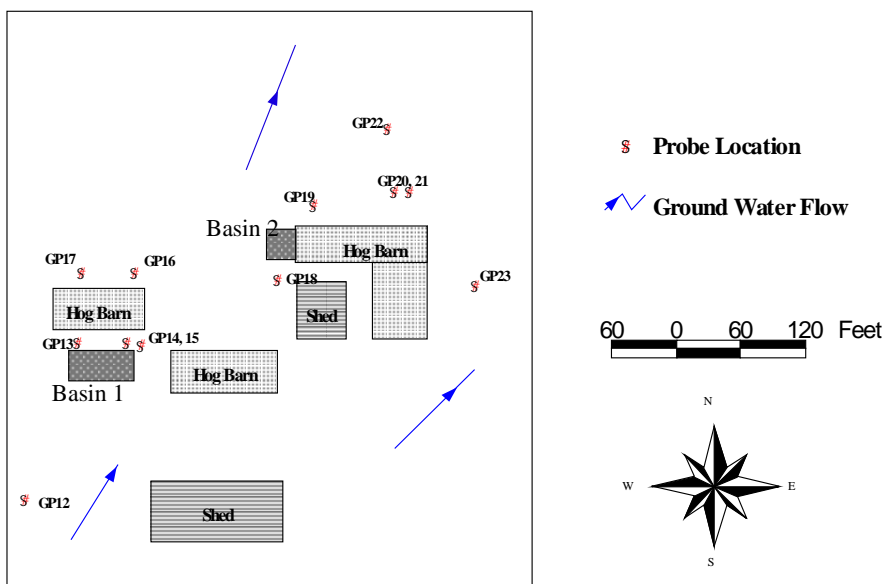 GP22
GP20, 21
GP19
Basin 2
Hog Barn
GP17
GP16
GP18
GP23
Hog Barn
Shed
GP13
GP14, 15
Hog Barn
Basin 1
GP12
Shed
Probe Location
Ground Water Flow
60 0 60 120 Feet
N
W E
S